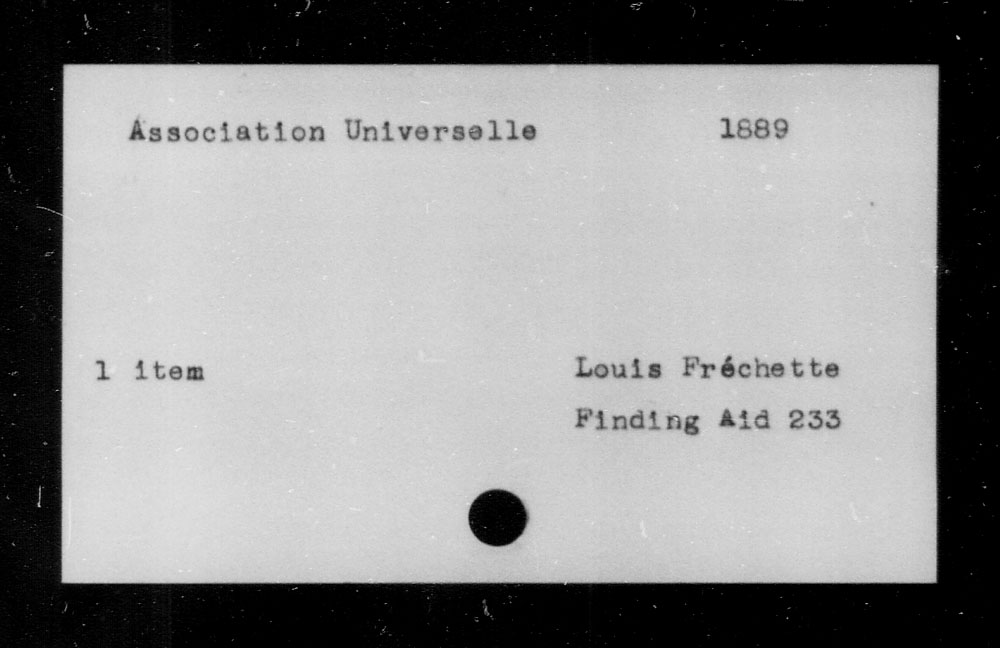 Association Universelle 1889
1 item Louis Fréchette
Finding Aid 233